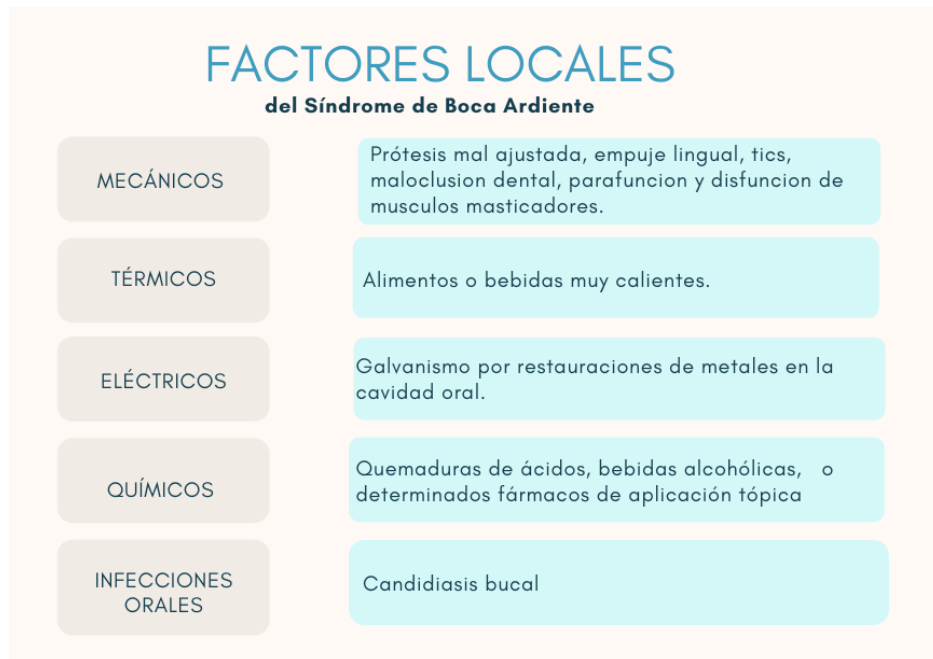 FACTORES LOCALES
del Síndrome de Boca Ardiente
MECÁNICOS
Prótesis mal ajustada, empuje lingual, tics,
maloclusion dental, parafuncion y disfuncion de
musculos masticadores.
TÉRMICOS
Alimentos o bebidas muy calientes.
ELÉCTRICOS
Galvanismo por restauraciones de metales en la
cavidad oral.
QUÍMICOS
Quemaduras de ácidos, bebidas alcohólicas, o
determinados fármacos de aplicación tópica
INFECCIONES
ORALES
Candidiasis bucal